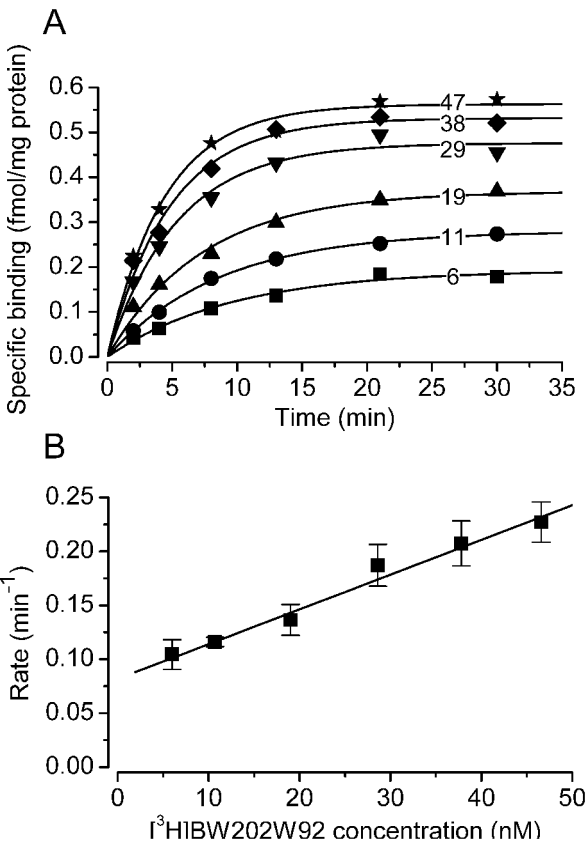 A
Specific binding (fmol/mg protein)
0.6
0.5
0.4
0.3
0.2
0.1
0.0
47
38
29
19
11
6
0 5 10 15 20 25 30 35
Time (min)
B
Rate (min⁻¹)
0.25
0.20
0.15
0.10
0.05
0.00
0 10 20 30 40 50
[³H]BW202W92 concentration (nM)